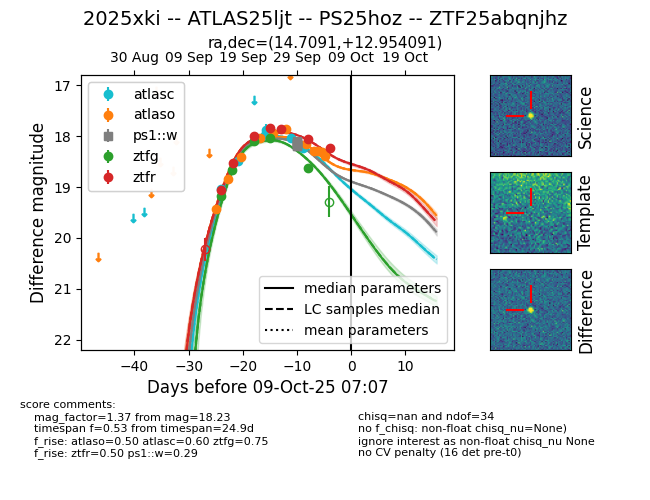 2025xki -- ATLAS25ljt -- PS25hoz -- ZTF25abqnjhz
ra,dec=(14.7091,+12.954091)
30 Aug 09 Sep 19 Sep 29 Sep 09 Oct 19 Oct
17
18
19
20
21
22
Difference magnitude
atlasc
atlaso
ps1::w
ztfg
ztfr
median parameters
LC samples median
mean parameters
−40 −30 −20 −10 0 10
Days before 09-Oct-25 07:07
Science
Template
Difference
score comments:
mag_factor=1.37 from mag=18.23
timespan f=0.53 from timespan=24.9d
f_rise: atlaso=0.50 atlasc=0.60 ztfg=0.75
f_rise: ztfr=0.50 ps1::w=0.29
chisq=nan and ndof=34
no f_chisq: non-float chisq_nu=None)
ignore interest as non-float chisq_nu None
no CV penalty (16 det pre-t0)